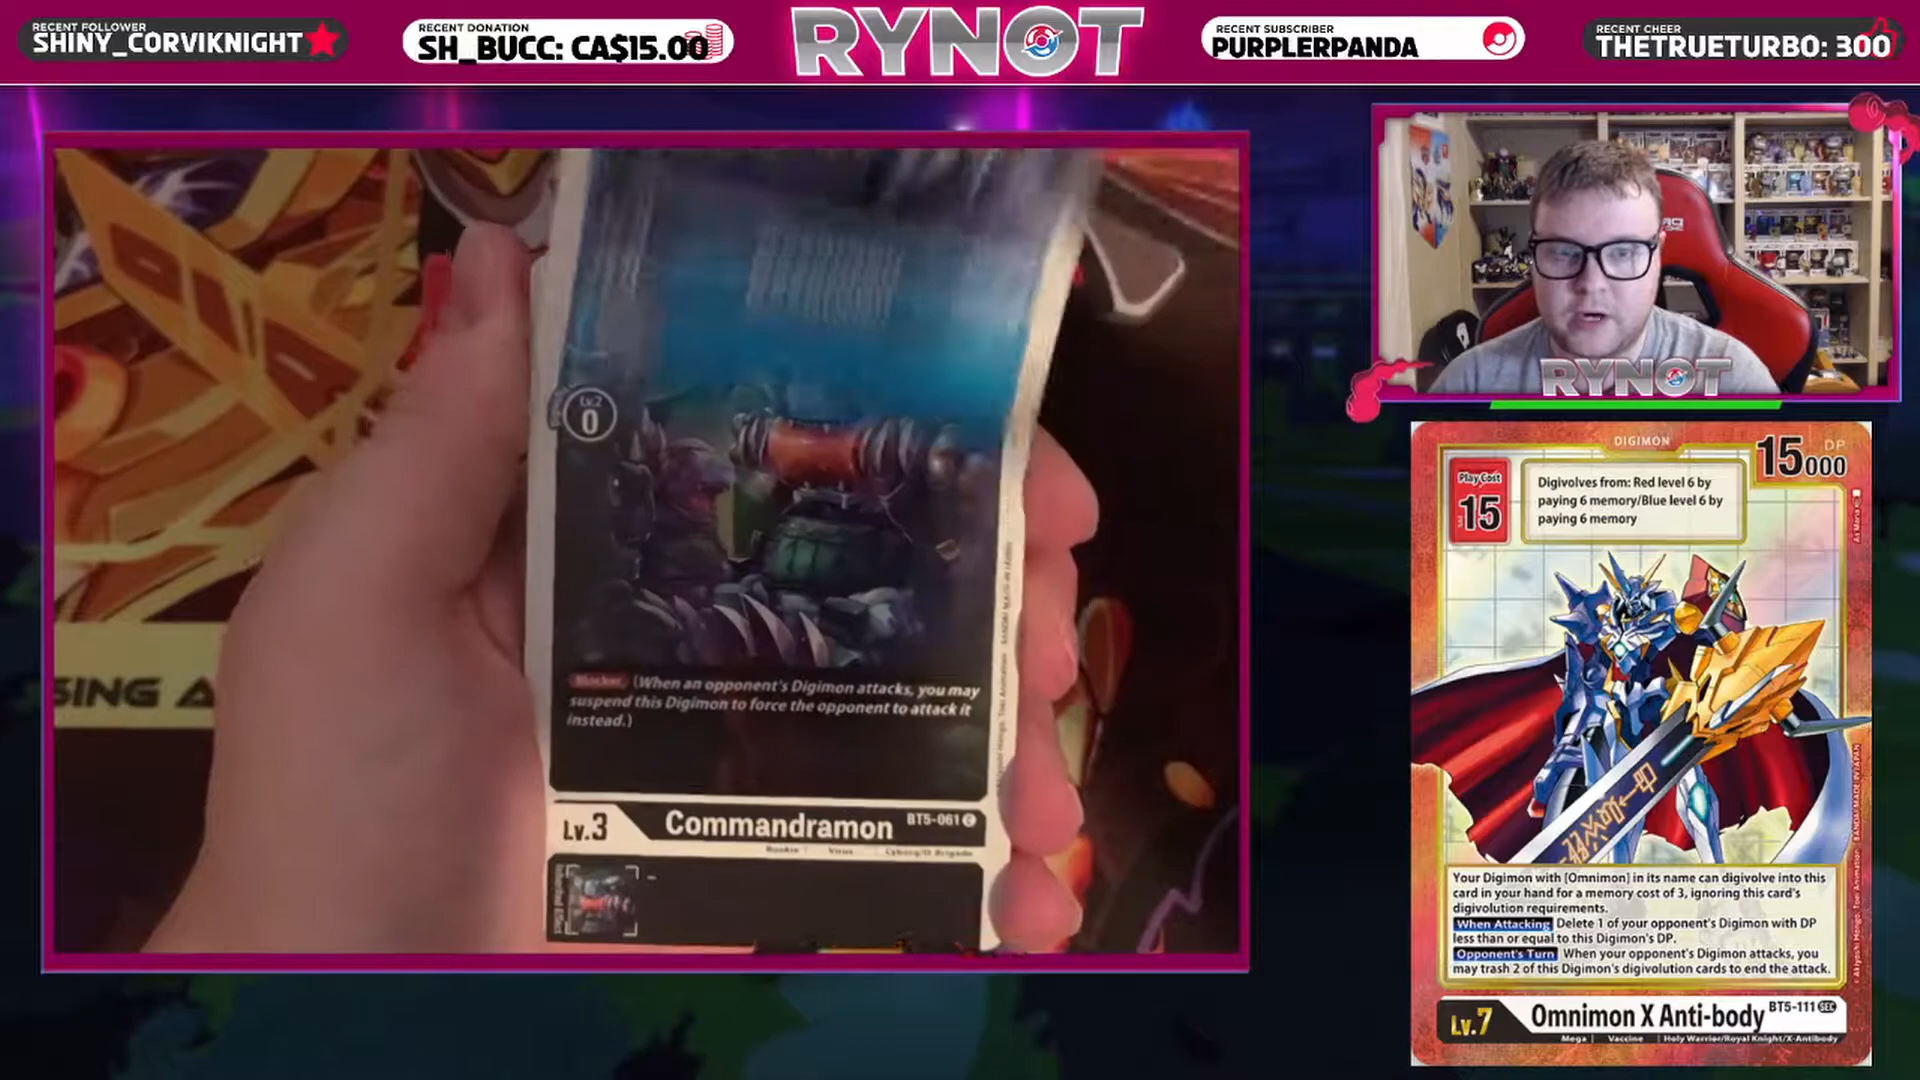 RECENT FOLLOWER
SHINY_CORVIKNIGHT
RECENT DONATION
SH_BUCC: CA$15.00
RYNOT
RECENT SUBSCRIBER
PURPLERPANDA
RECENT CHEER
THETRUETURBO: 300
Lv.2
0
SING A
Blocker (When an opponent's Digimon attacks, you may
suspend this Digimon to force the opponent to attack it
instead.)
Lv.3
Commandramon
BT5-061 C
Rookie Virus Cyborg/D-Brigade
RYNOT
DIGIMON
15000
DP
Play Cost
15
Digivolves from: Red level 6 by
paying 6 memory/Blue level 6 by
paying 6 memory
Your Digimon with [Omnimon] in its name can digivolve into this
card in your hand for a memory cost of 3, ignoring this card's
digivolution requirements.
When Attacking Delete 1 of your opponent's Digimon with DP
less than or equal to this Digimon's DP.
Opponent's Turn When your opponent's Digimon attacks, you
may trash 2 of this Digimon's digivolution cards to end the attack.
Lv.7
Omnimon X Anti-body
BT5-111 SEC
Mega | Vaccine | Holy Warrior/Royal Knight/X-Antibody